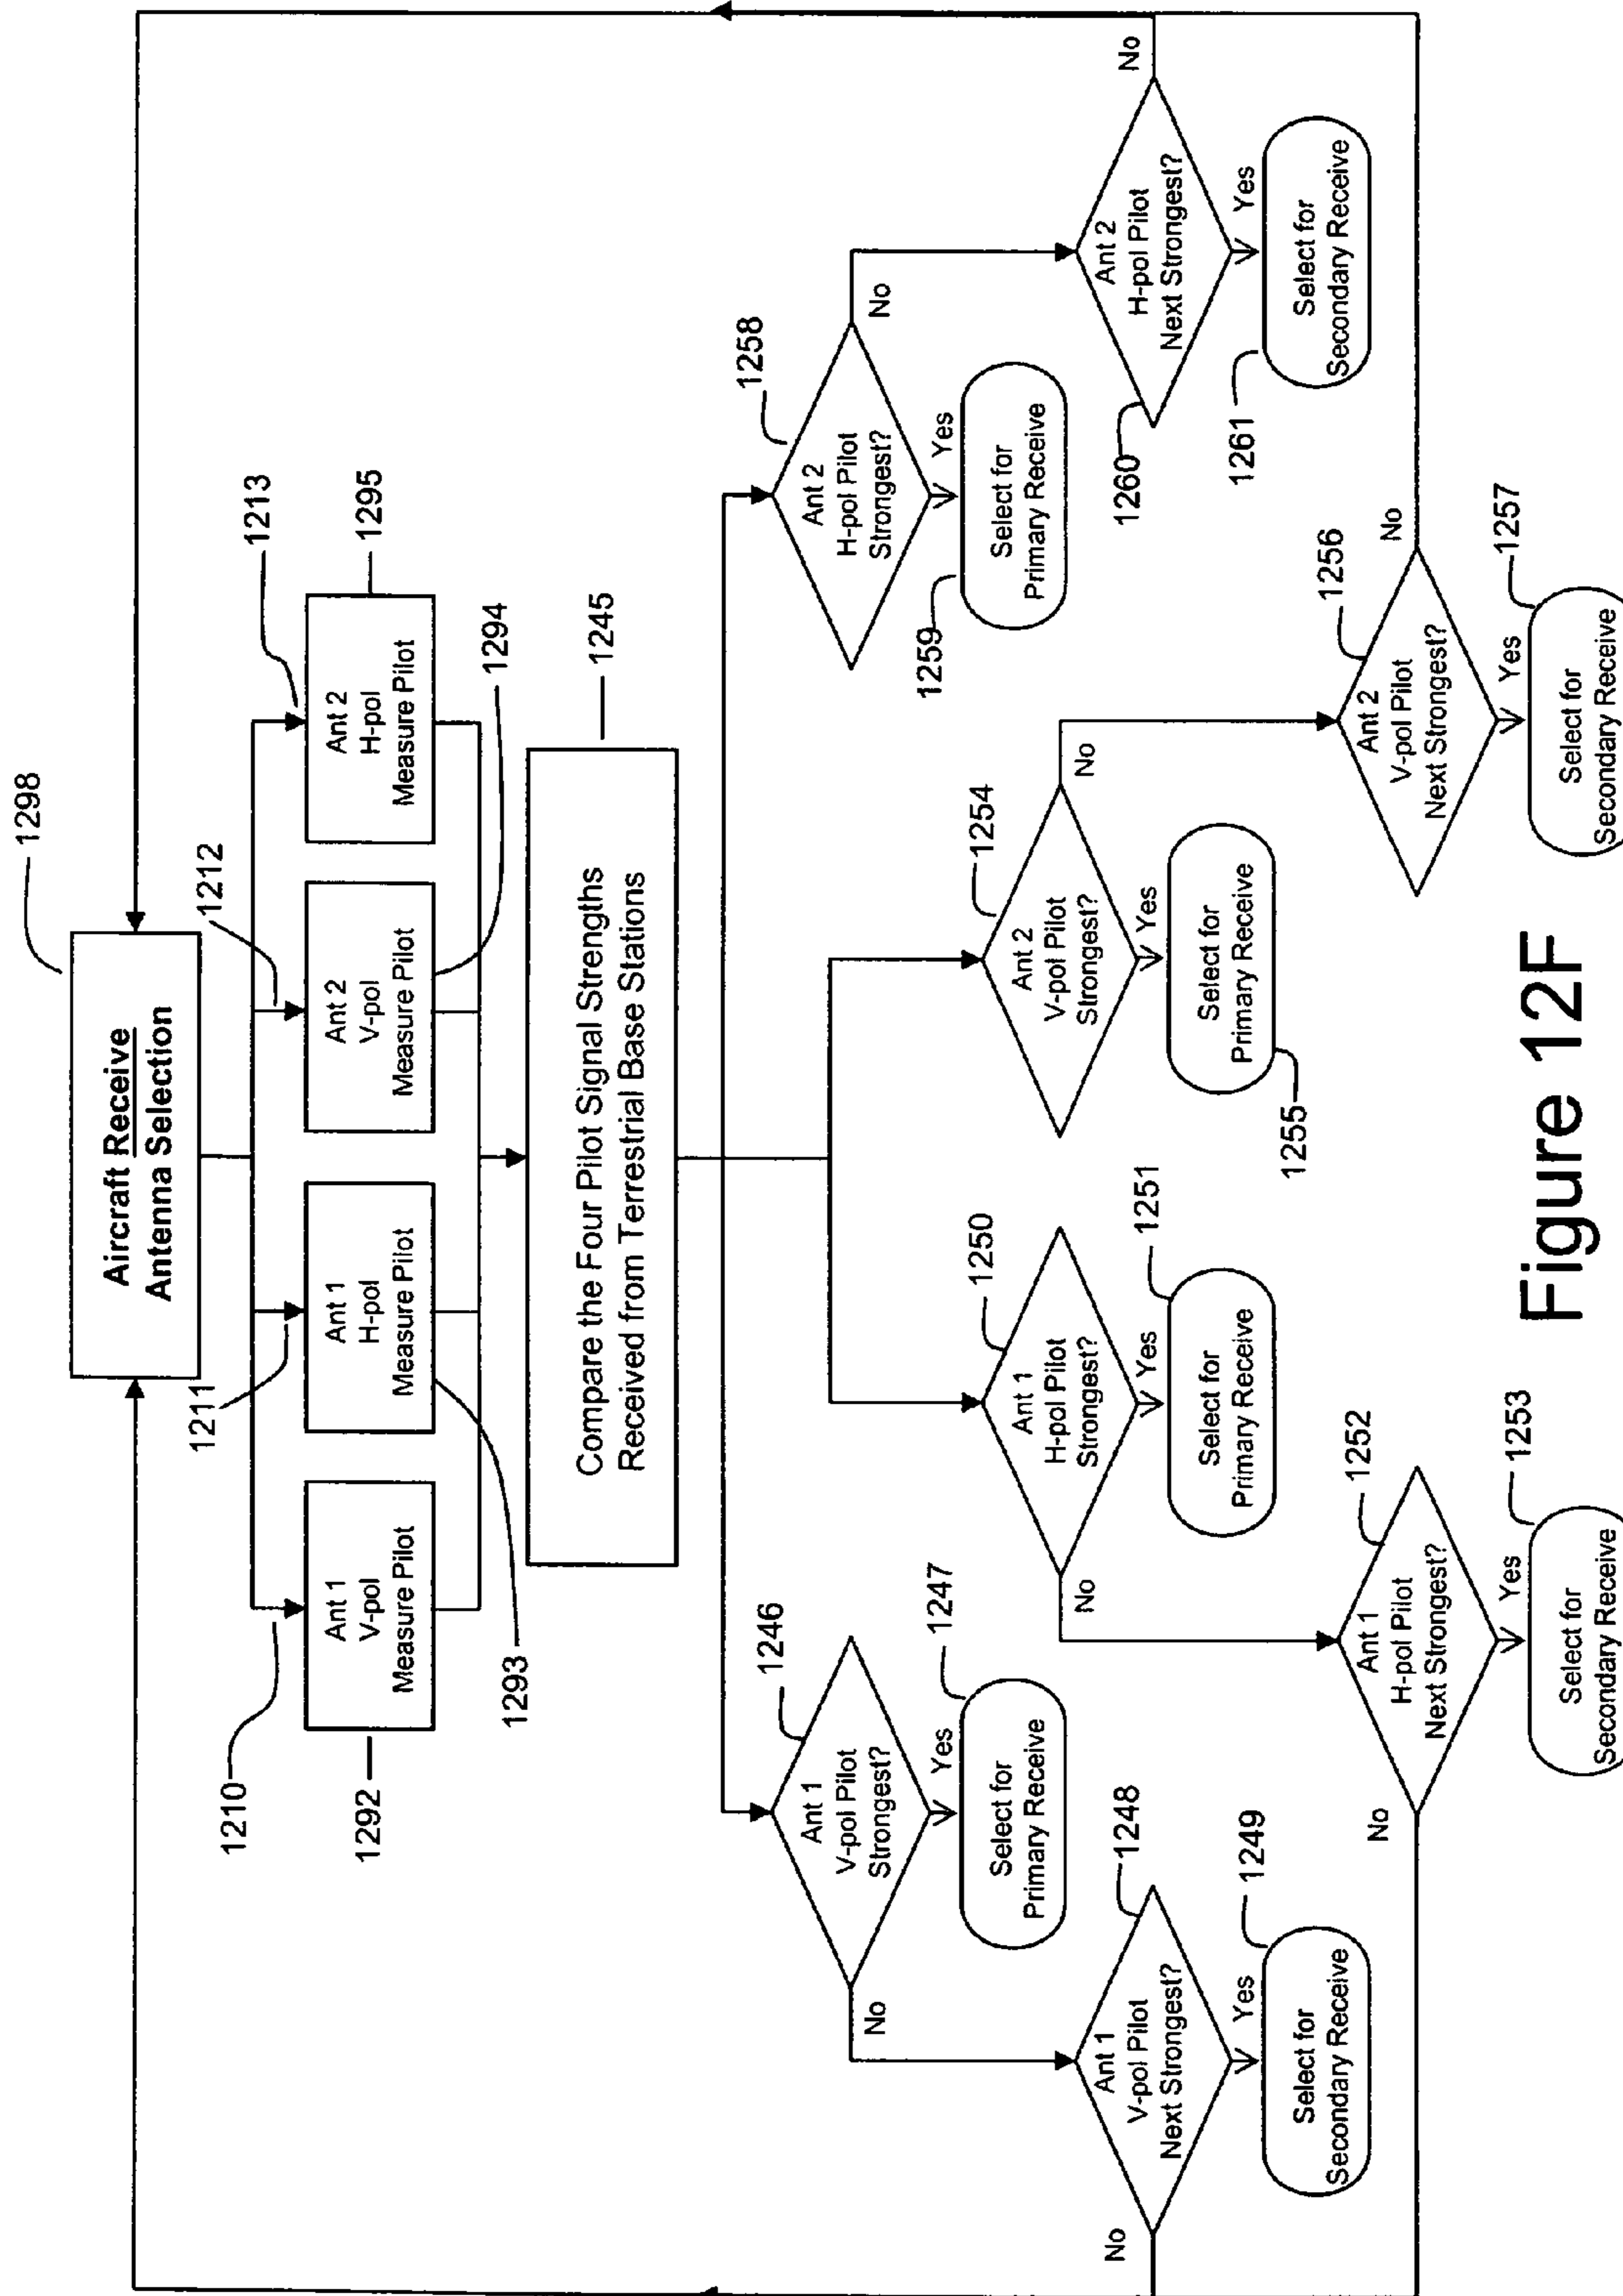 1298
Aircraft Receive
Antenna Selection
1210
1211
1212
1213
Ant 1
V-pol
Measure Pilot
Ant 1
H-pol
Measure Pilot
Ant 2
V-pol
Measure Pilot
Ant 2
H-pol
Measure Pilot
1292
1293
1294
1295
Compare the Four Pilot Signal Strengths
Received from Terrestrial Base Stations
1245
1246
Ant 1
V-pol Pilot
Strongest?
No
Yes
1247
Select for
Primary Receive
1248
Ant 1
V-pol Pilot
Next Strongest?
No
Yes
1249
Select for
Secondary Receive
1250
Ant 1
H-pol Pilot
Strongest?
No
Yes
1251
Select for
Primary Receive
1252
Ant 1
H-pol Pilot
Next Strongest?
No
Yes
1253
Select for
Secondary Receive
1254
Ant 2
V-pol Pilot
Strongest?
No
Yes
1255
Select for
Primary Receive
1256
Ant 2
V-pol Pilot
Next Strongest?
No
Yes
1257
Select for
Secondary Receive
1258
Ant 2
H-pol Pilot
Strongest?
No
Yes
1259
Select for
Primary Receive
1260
Ant 2
H-pol Pilot
Next Strongest?
No
Yes
1261
Select for
Secondary Receive
Figure 12F